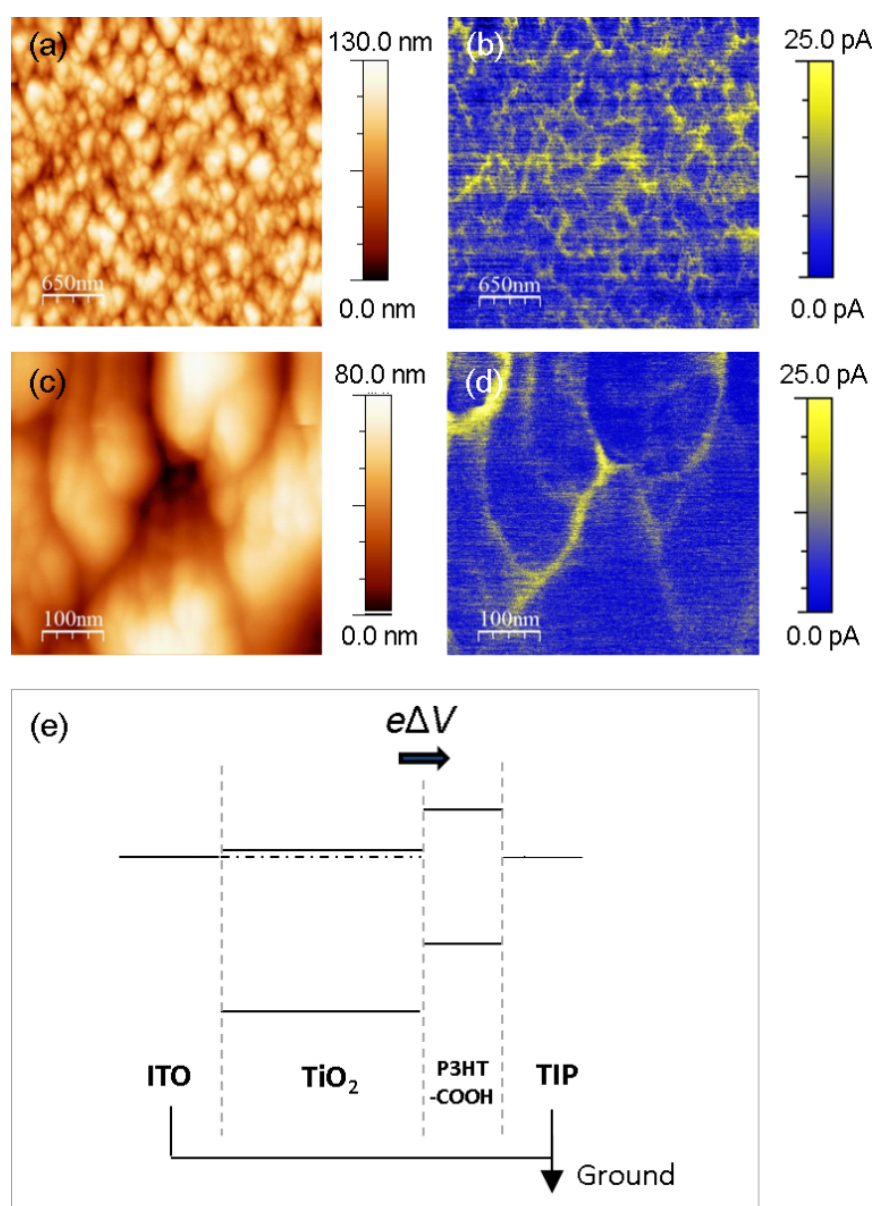 (a)
130.0 nm
650nm
0.0 nm
(b)
25.0 pA
650nm
0.0 pA
(c)
80.0 nm
100nm
0.0 nm
(d)
25.0 pA
100nm
0.0 pA
(e)
eΔV
ITO
TiO₂
P3HT
-COOH
TIP
Ground